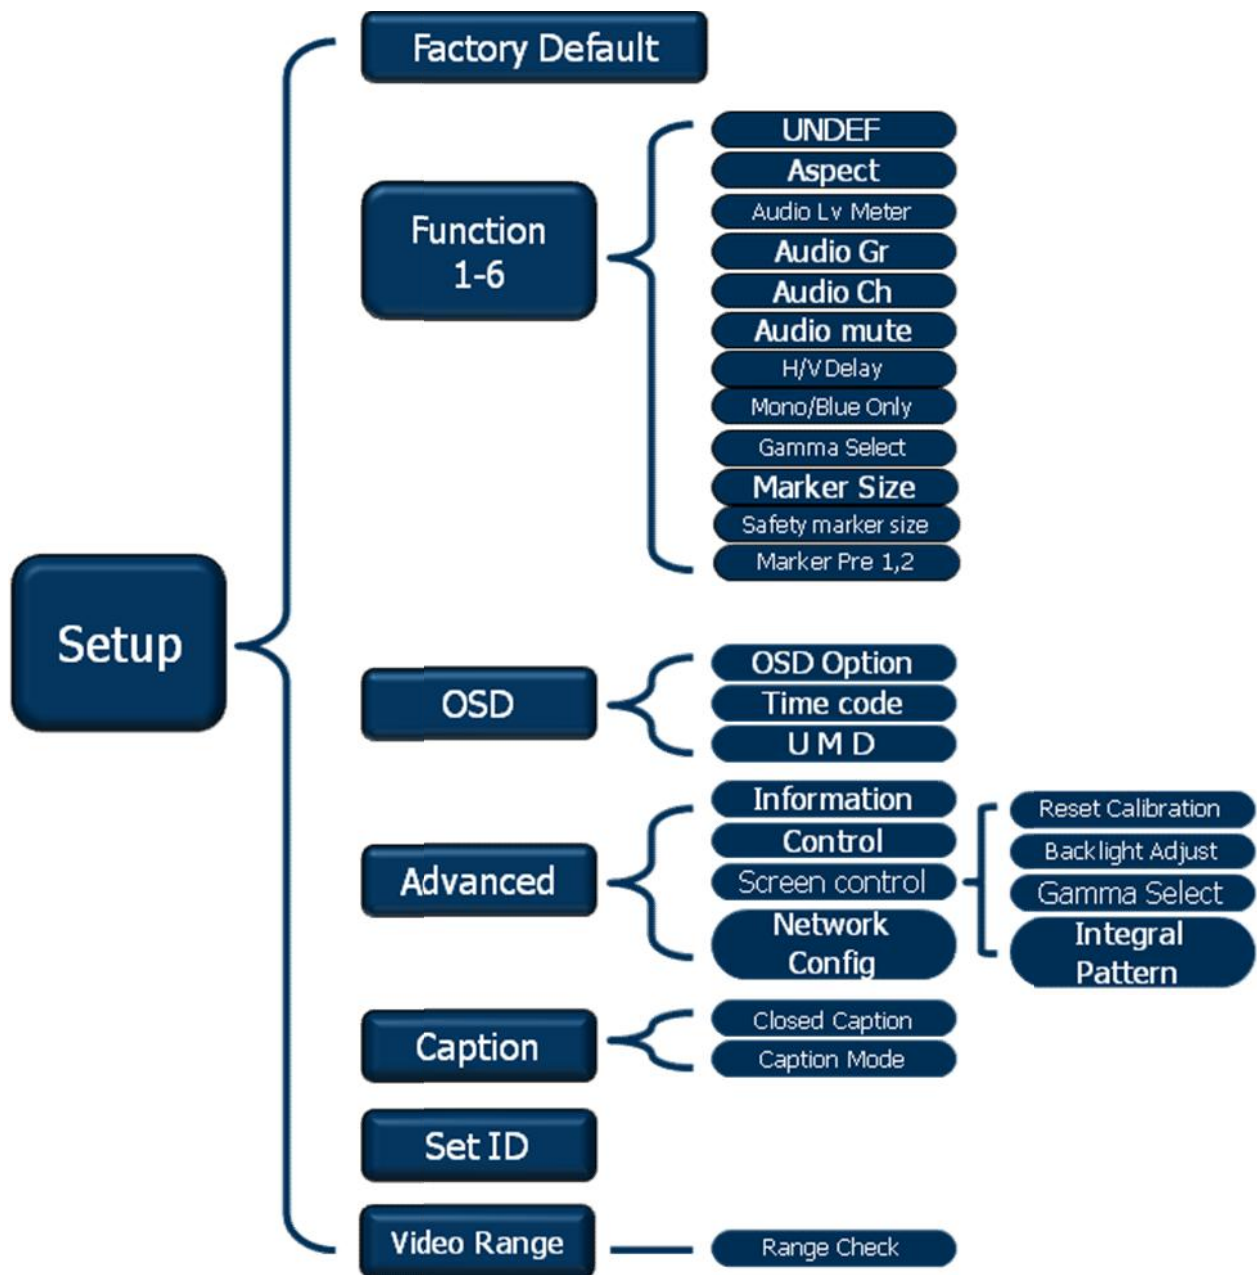 Setup
Factory Default
Function
1-6
UNDEF
Aspect
Audio Lv Meter
Audio Gr
Audio Ch
Audio mute
H/V Delay
Mono/Blue Only
Gamma Select
Marker Size
Safety marker size
Marker Pre 1,2
OSD
OSD Option
Time code
U M D
Advanced
Information
Control
Screen control
Reset Calibration
Backlight Adjust
Gamma Select
Integral
Pattern
Network
Config
Caption
Closed Caption
Caption Mode
Set ID
Video Range
Range Check